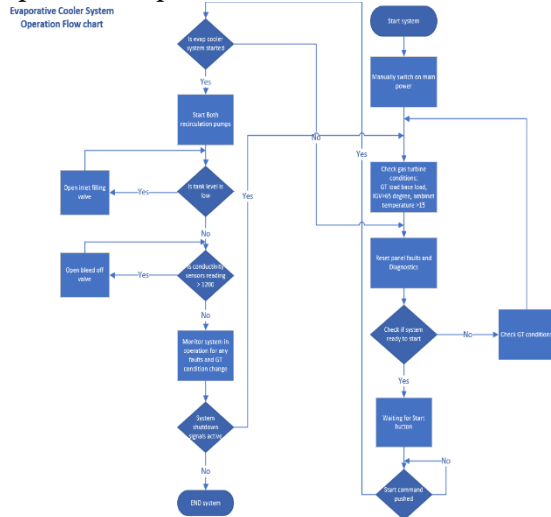 Evaporative Cooler System
Operation Flow chart
Is evap cooler
system started
Yes
No
Start Both
recirculation pumps
Open inlet filling
valve
Yes
Is tank level is
low
No
Open bleed off
valve
Yes
Is conductivity
sensors reading
> 1200
No
Monitor system in
operation for any
faults and GT
condition change
System
shutdown
signals active
Yes
No
END system
Start system
Manually switch on main
power
Check gas turbine
conditions:
GT load base load,
IGV>65 degree, ambinet
temperature >15
Reset panel faults and
Diagnostics
Check if system
ready to start
No
Check GT conditions
Yes
Waiting for Start
button
Start command
pushed
No
Yes